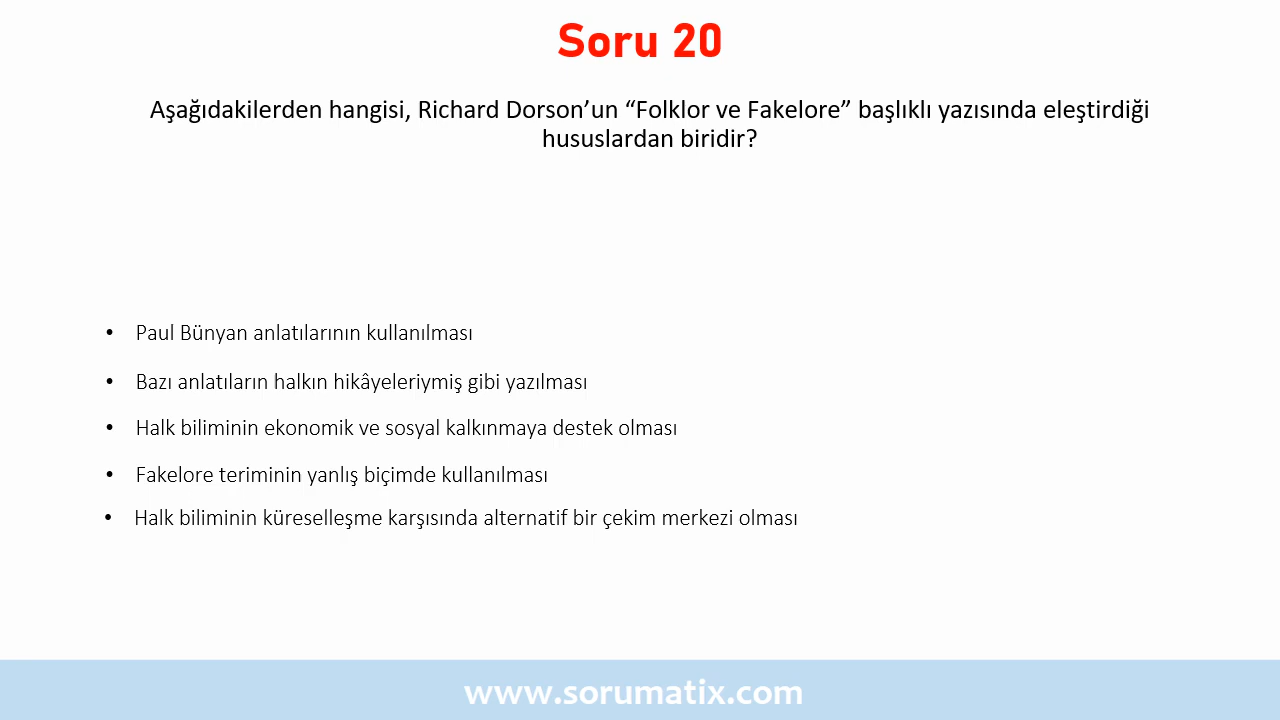 Soru 20
Aşağıdakilerden hangisi, Richard Dorson’un “Folklor ve Fakelore” başlıklı yazısında eleştirdiği
hususlardan biridir?
• Paul Bünyan anlatılarının kullanılması
• Bazı anlatıların halkın hikâyeleriymiş gibi yazılması
• Halk biliminin ekonomik ve sosyal kalkınmaya destek olması
• Fakelore teriminin yanlış biçimde kullanılması
• Halk biliminin küreselleşme karşısında alternatif bir çekim merkezi olması
www.sorumatix.com